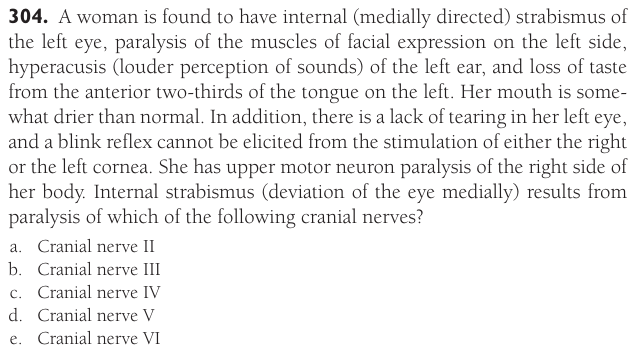 304. A woman is found to have internal (medially directed) strabismus of
the left eye, paralysis of the muscles of facial expression on the left side,
hyperacusis (louder perception of sounds) of the left ear, and loss of taste
from the anterior two-thirds of the tongue on the left. Her mouth is some-
what drier than normal. In addition, there is a lack of tearing in her left eye,
and a blink reflex cannot be elicited from the stimulation of either the right
or the left cornea. She has upper motor neuron paralysis of the right side of
her body. Internal strabismus (deviation of the eye medially) results from
paralysis of which of the following cranial nerves?
a. Cranial nerve II
b. Cranial nerve III
c. Cranial nerve IV
d. Cranial nerve V
e. Cranial nerve VI